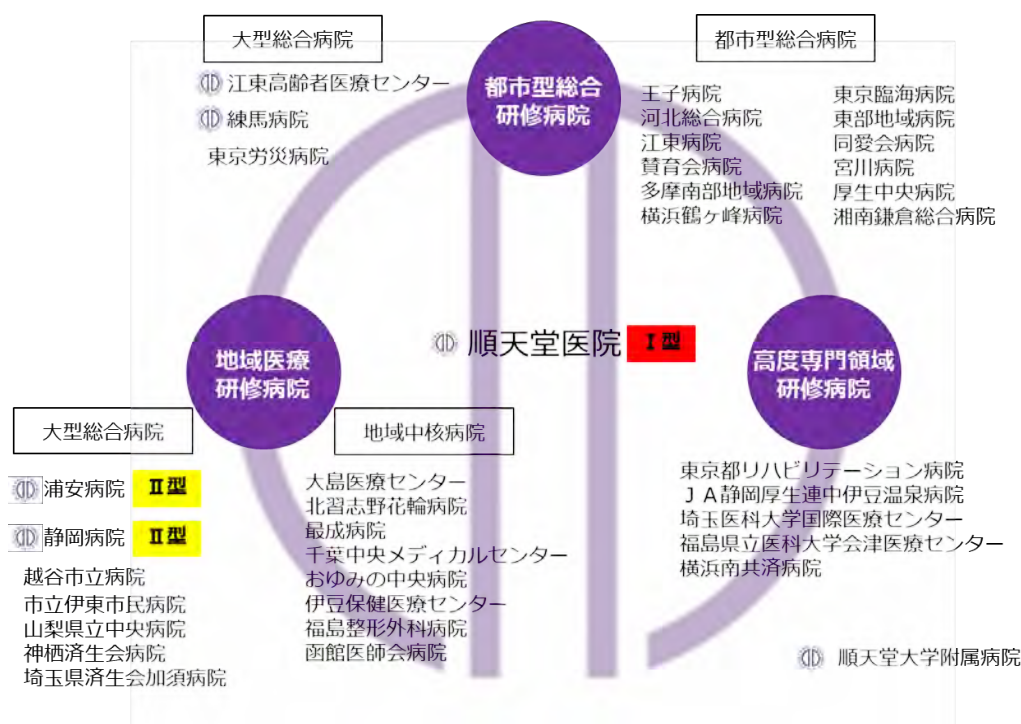 大型総合病院
江東高齢者医療センター
練馬病院
東京労災病院
都市型総合
研修病院
都市型総合病院
王子病院
河北総合病院
江東病院
賛育会病院
多摩南部地域病院
横浜鶴ヶ峰病院
東京臨海病院
東部地域病院
同愛会病院
宮川病院
厚生中央病院
湘南鎌倉総合病院
順天堂医院 Ⅰ型
地域医療
研修病院
大型総合病院
浦安病院 Ⅱ型
静岡病院 Ⅱ型
越谷市立病院
市立伊東市民病院
山梨県立中央病院
神栖済生会病院
埼玉県済生会加須病院
地域中核病院
大島医療センター
北習志野花輪病院
最成病院
千葉中央メディカルセンター
おゆみの中央病院
伊豆保健医療センター
福島整形外科病院
函館医師会病院
高度専門領域
研修病院
東京都リハビリテーション病院
ＪＡ静岡厚生連中伊豆温泉病院
埼玉医科大学国際医療センター
福島県立医科大学会津医療センター
横浜南共済病院
順天堂大学附属病院